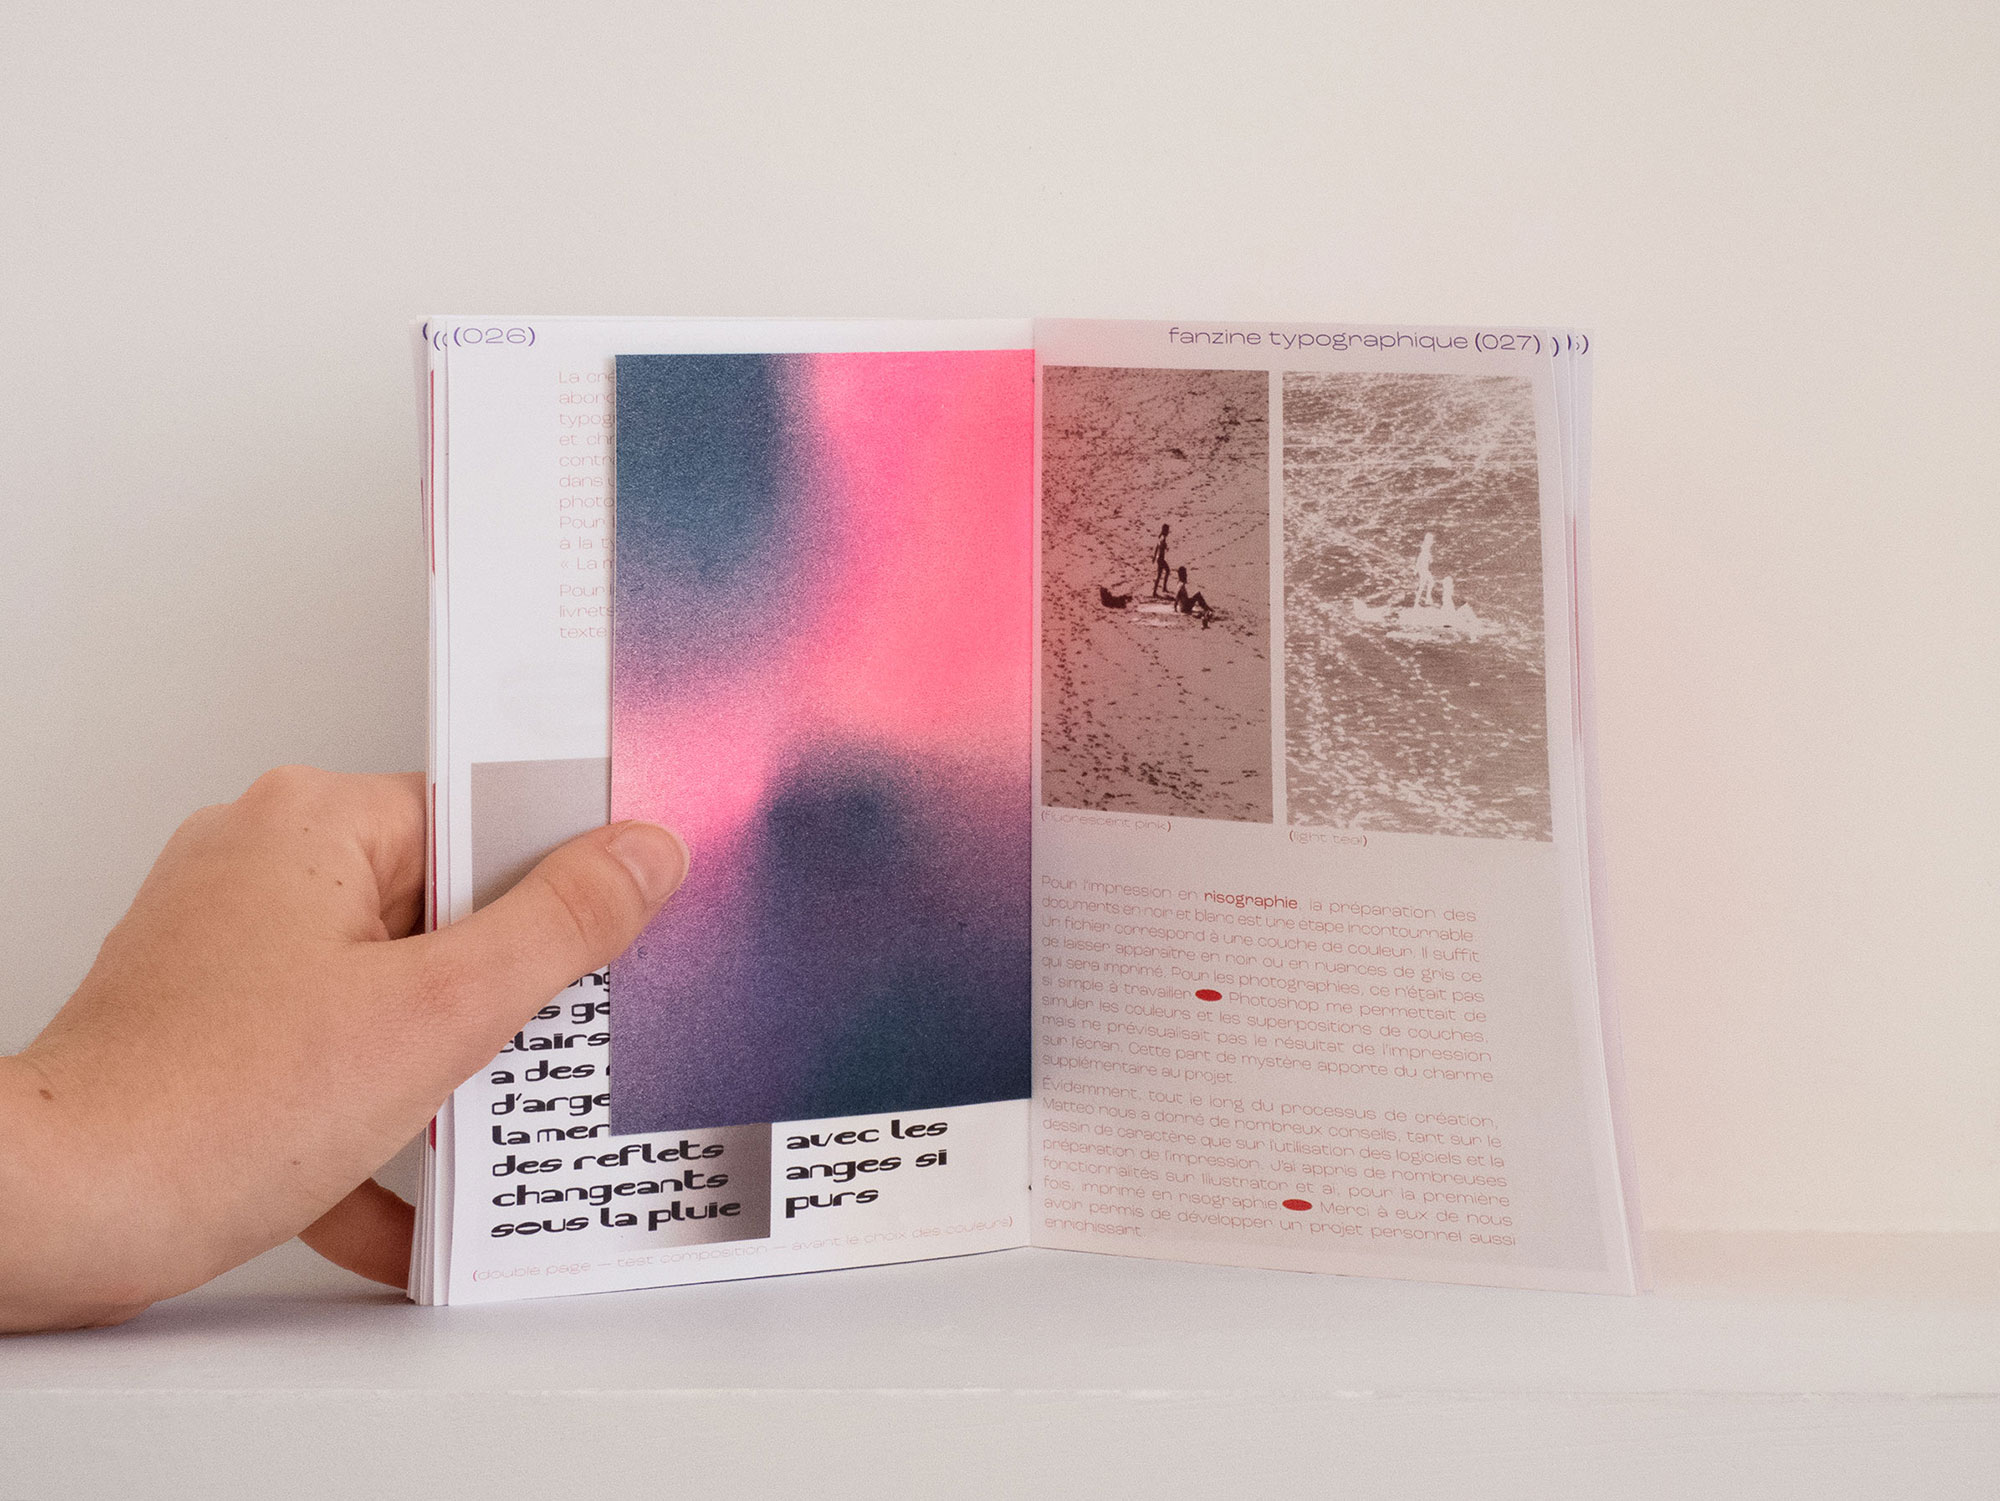 (026)
La cré
abord
typogr
et chr
contr
dans u
photo
Pour l
à la ty
« La m
Pour l
livrets
texte
clairs
a des
d'arge
la mer
des reflets
changeants
sous la pluie
avec les
anges si
purs
(double page — test composition — avant le choix des couleurs)
fanzine typographique (027)
(fluorescent pink)
(light teal)
Pour l'impression en risographie, la préparation des
documents en noir et blanc est une étape incontournable.
Un fichier correspond à une couche de couleur. Il suffit
de laisser apparaître en noir ou en nuances de gris ce
qui sera imprimé. Pour les photographies, ce n'était pas
si simple à travailler Photoshop me permettait de
simuler les couleurs et les superpositions de couches,
mais ne prévisualisait pas le résultat de l'impression
sur l'écran. Cette part de mystère apporte du charme
supplémentaire au projet.
Évidemment, tout le long du processus de création,
Matteo nous a donné de nombreux conseils, tant sur le
dessin de caractère que sur l'utilisation des logiciels et la
préparation de l'impression. J'ai appris de nombreuses
fonctionnalités sur Illustrator et ai, pour la première
fois, imprimé en risographie. Merci à eux de nous
avoir permis de développer un projet personnel aussi
enrichissant.